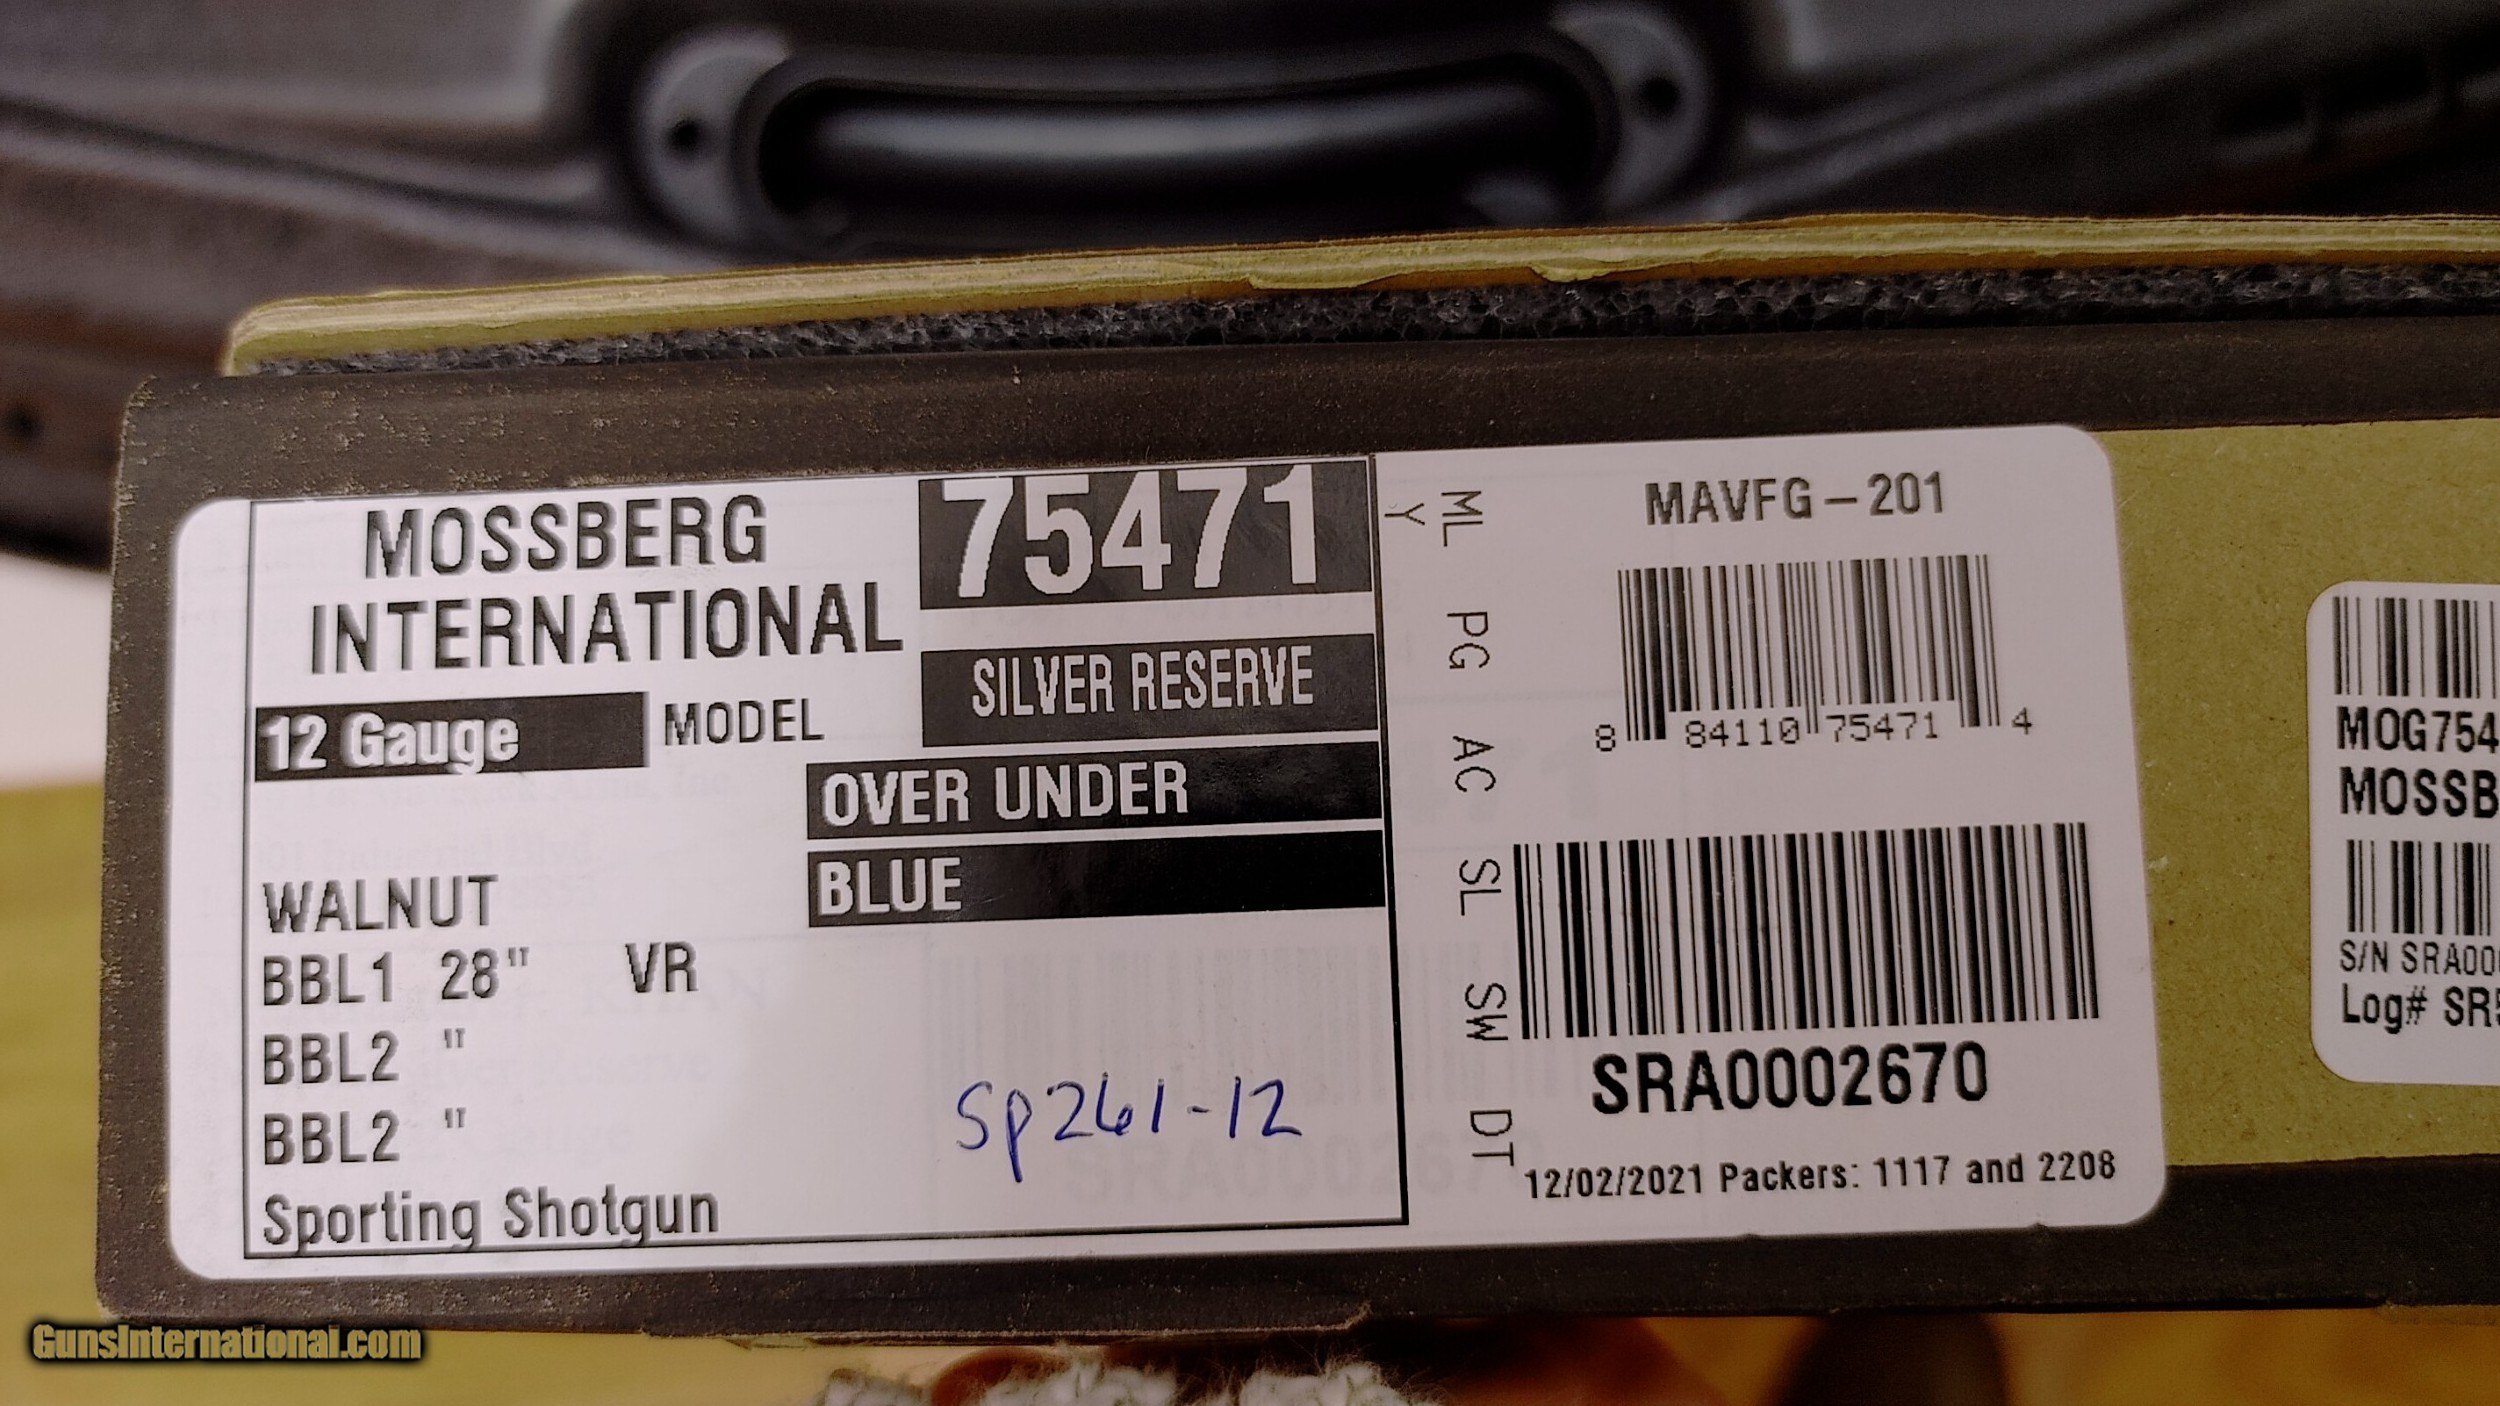 MOSSBERG
INTERNATIONAL
75471
SILVER RESERVE
12 Gauge MODEL
OVER UNDER
BLUE
WALNUT
BBL1 28" VR
BBL2 "
BBL2 "
Sporting Shotgun
Sp261-12
ML PG AC SL SW DT
Y
MAVFG-201
8 84110 75471 4
SRA0002670
12/02/2021 Packers: 1117 and 2208
MOG754
MOSSB
S/N SRA00
Log# SR
GunsInternational.com